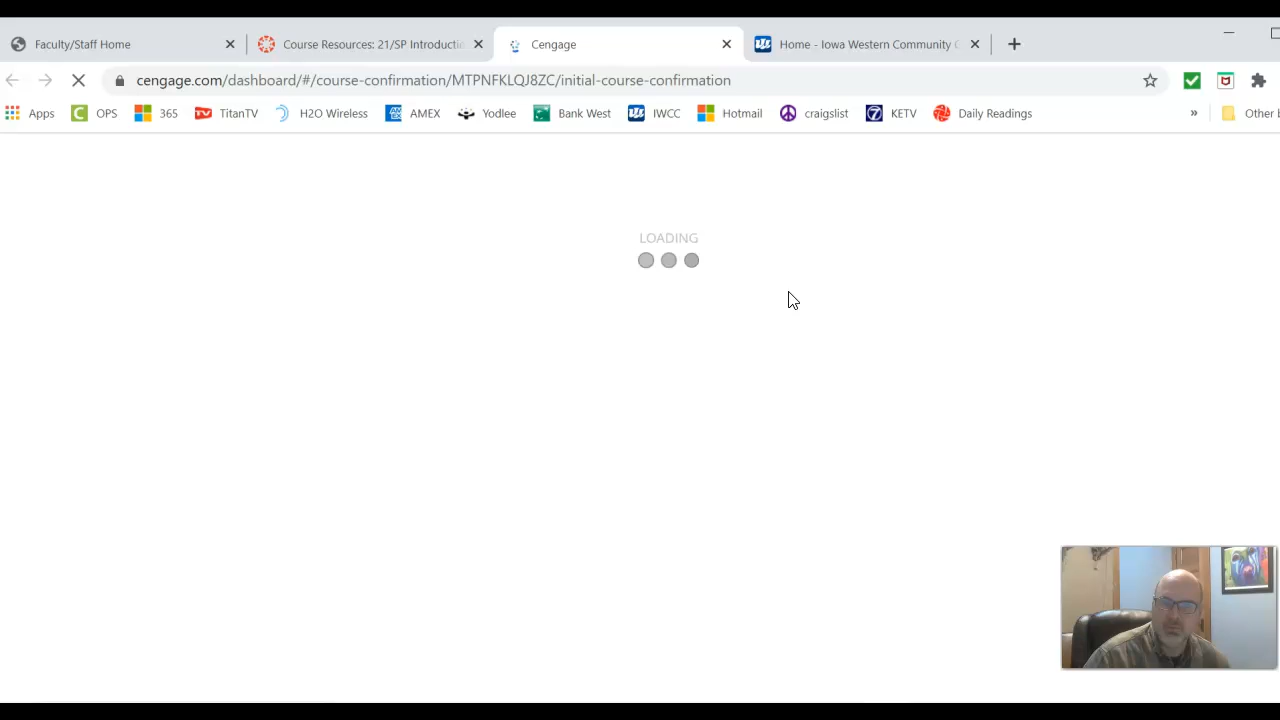 Faculty/Staff Home
Course Resources: 21/SP Introductio
Cengage
Home - Iowa Western Community C
cengage.com/dashboard/#/course-confirmation/MTPNFKLQJ8ZC/initial-course-confirmation
Apps
OPS
365
TitanTV
H2O Wireless
AMEX
Yodlee
Bank West
IWCC
Hotmail
craigslist
KETV
Daily Readings
»
Other b
LOADING